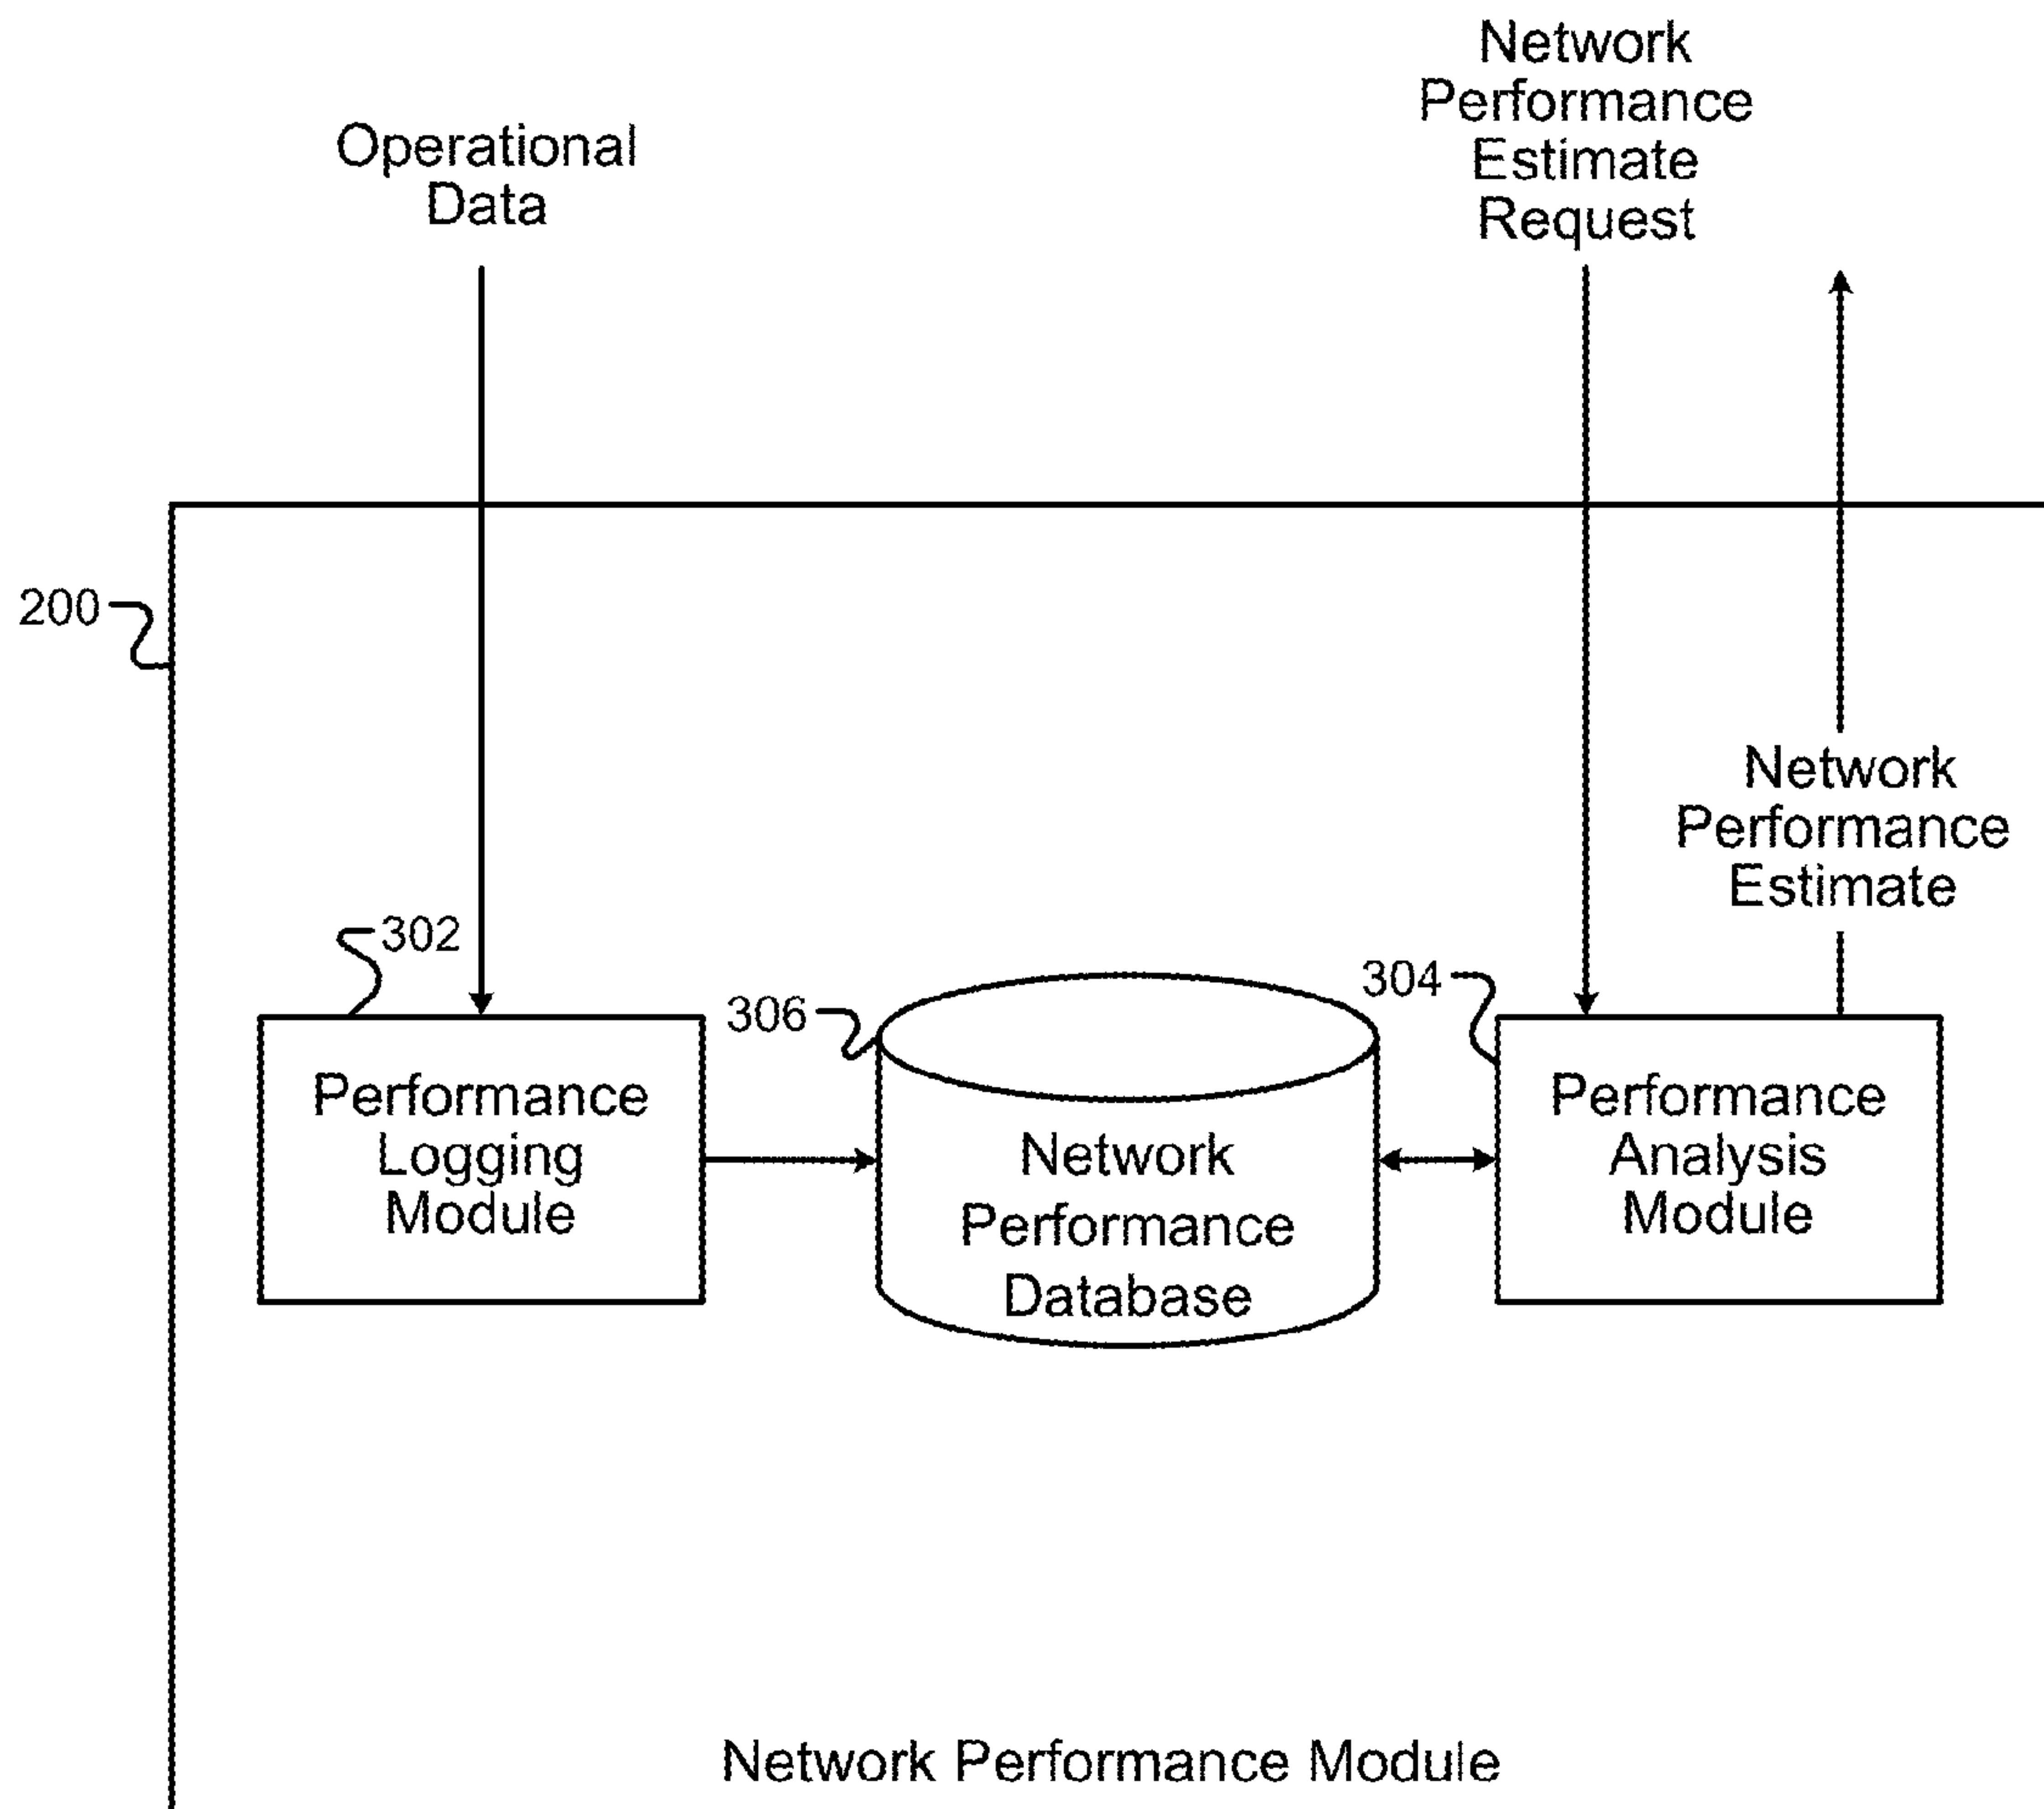 Network
Performance
Estimate
Request
Operational
Data
200
Network
Performance
Estimate
302
304
306
Performance
Logging
Module
Network
Performance
Database
Performance
Analysis
Module
Network Performance Module